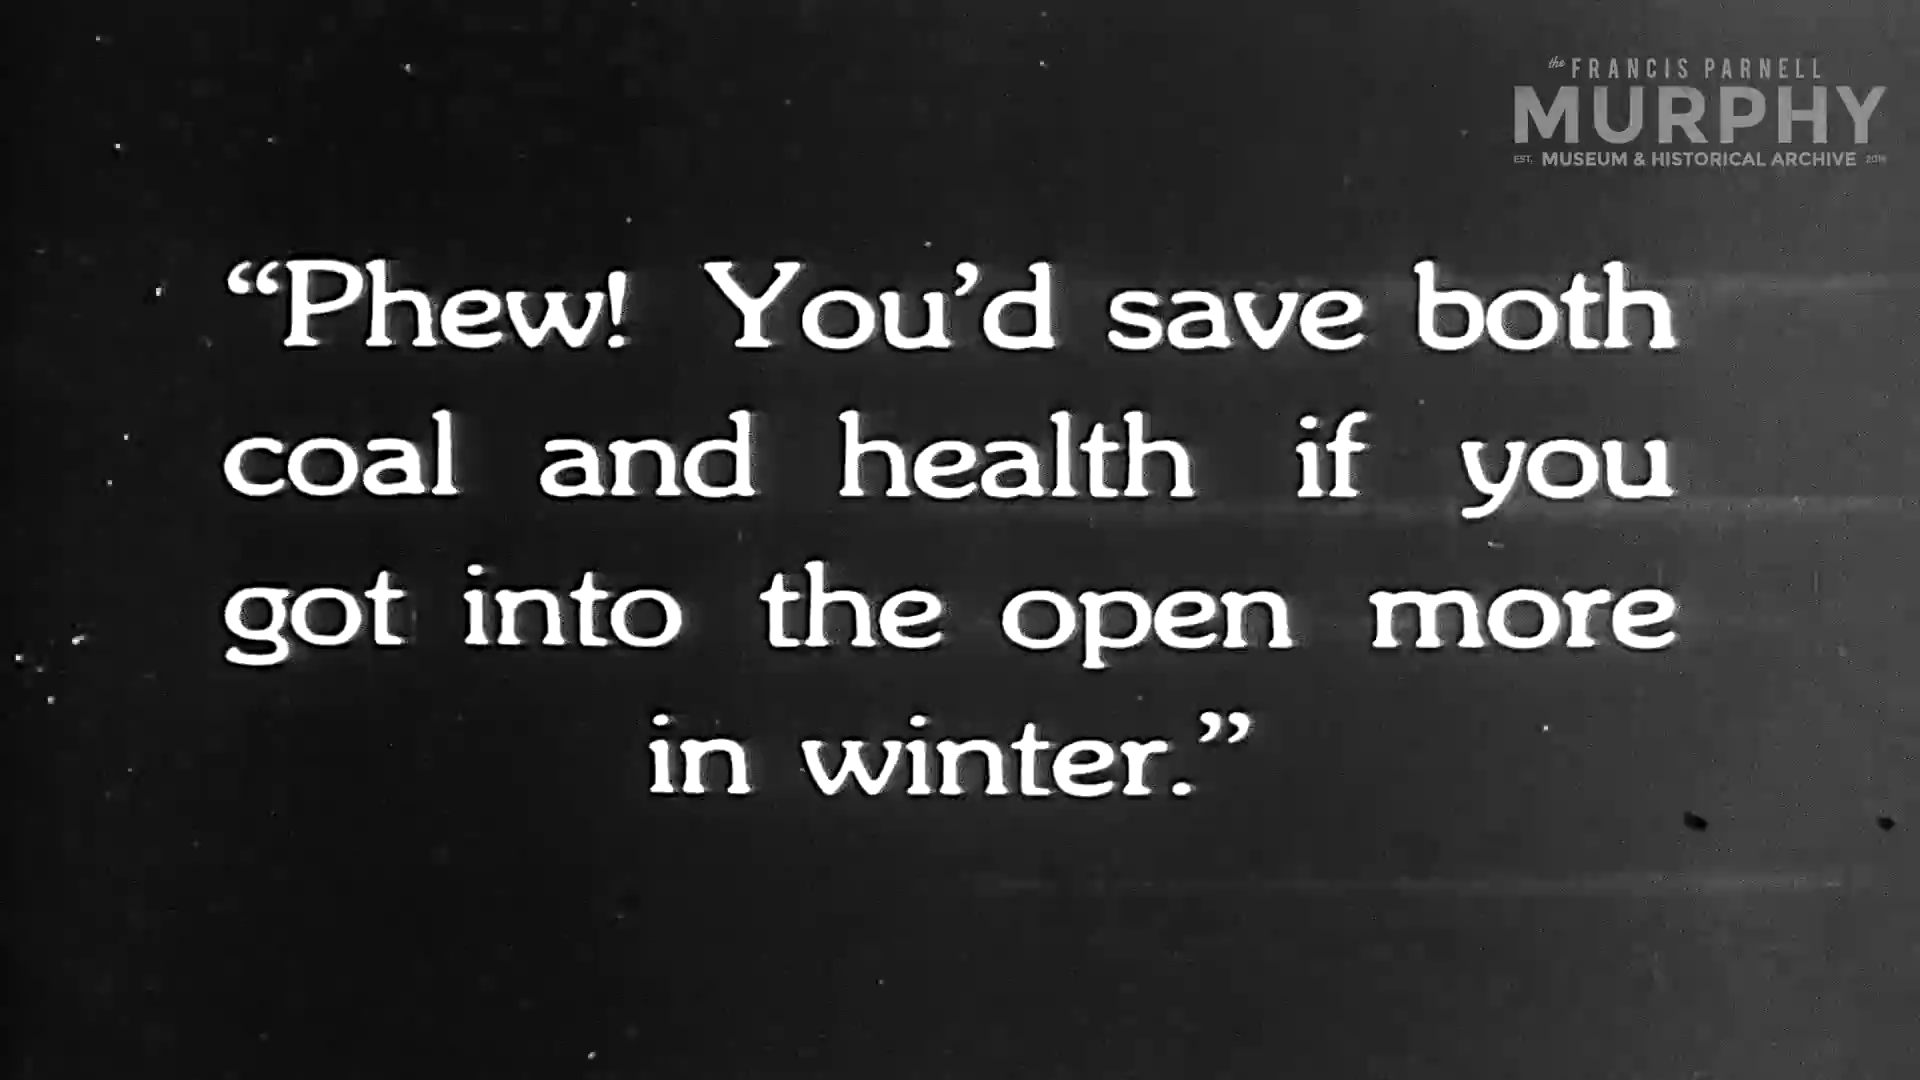 the FRANCIS PARNELL
MURPHY
EST. MUSEUM & HISTORICAL ARCHIVE
“Phew! You’d save both
coal and health if you
got into the open more
in winter.”